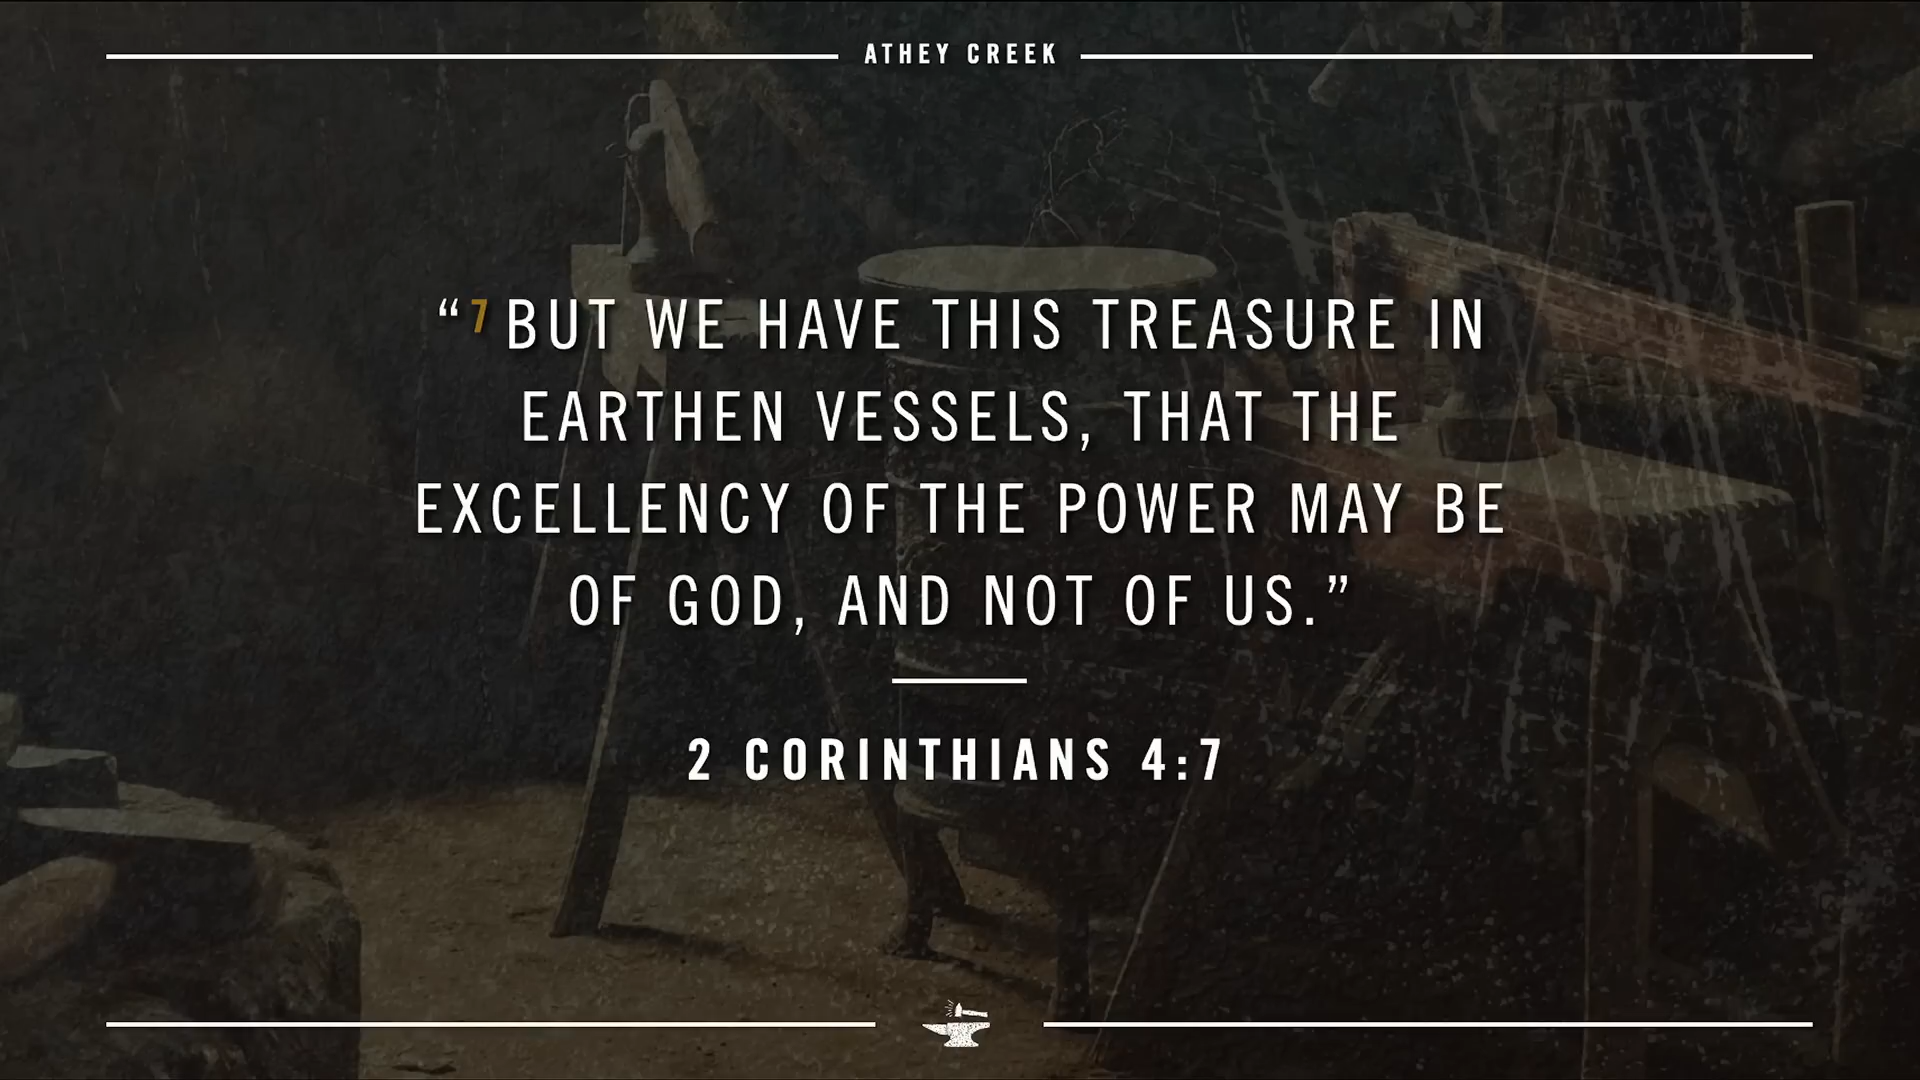 ATHEY CREEK
“7 BUT WE HAVE THIS TREASURE IN
EARTHEN VESSELS, THAT THE
EXCELLENCY OF THE POWER MAY BE
OF GOD, AND NOT OF US.”
2 CORINTHIANS 4:7